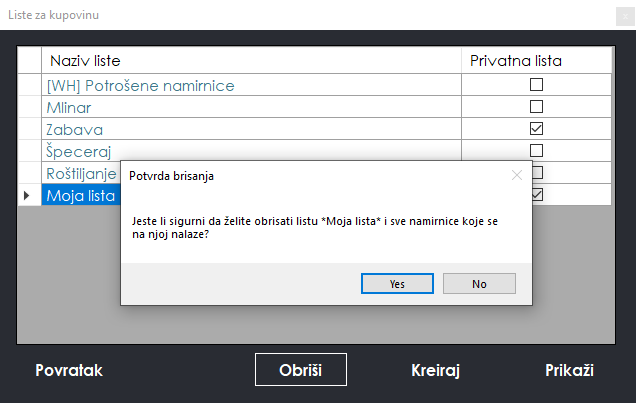 Liste za kupovinu
x
Naziv liste Privatna lista
[WH] Potrošene namirnice
Mlinar
Zabava
Špeceraj
Roštiljanje
Moja lista
Potvrda brisanja
Jeste li sigurni da želite obrisati listu *Moja lista* i sve namirnice koje se
na njoj nalaze?
Yes No
Povratak Obriši Kreiraj Prikaži